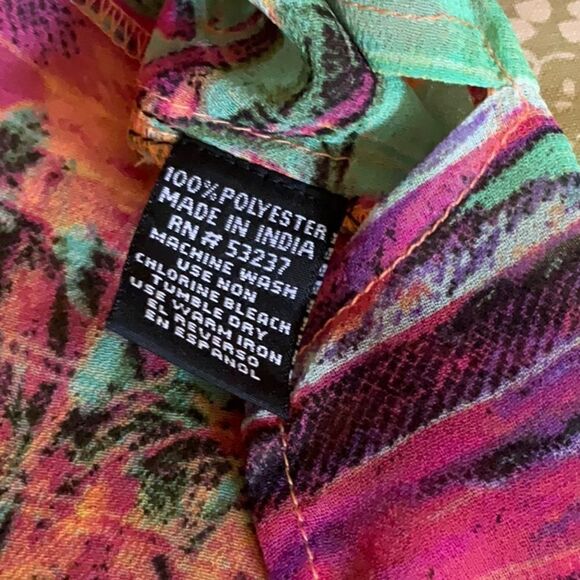 100% POLYESTER
MADE IN INDIA
RN# 53237
MACHINE WASH
USE NON
CHLORINE BLEACH
TUMBLE DRY
USE WARM IRON
EL REVERSO
EN ESPAÑOL